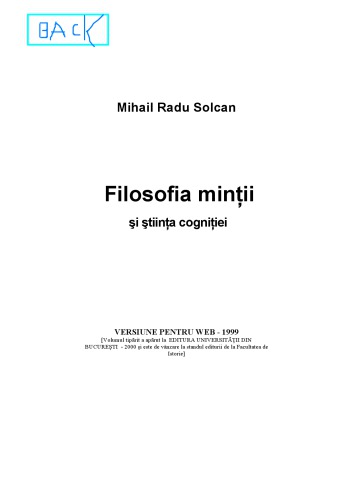 BACK
Mihail Radu Solcan
Filosofia minții
și știința cogniției
VERSIUNE PENTRU WEB - 1999
[Volumul tipărit a apărut la EDITURA UNIVERSITĂȚII DIN
BUCUREȘTI - 2000 și este de vânzare la standul editurii de la Facultatea de
Istorie]